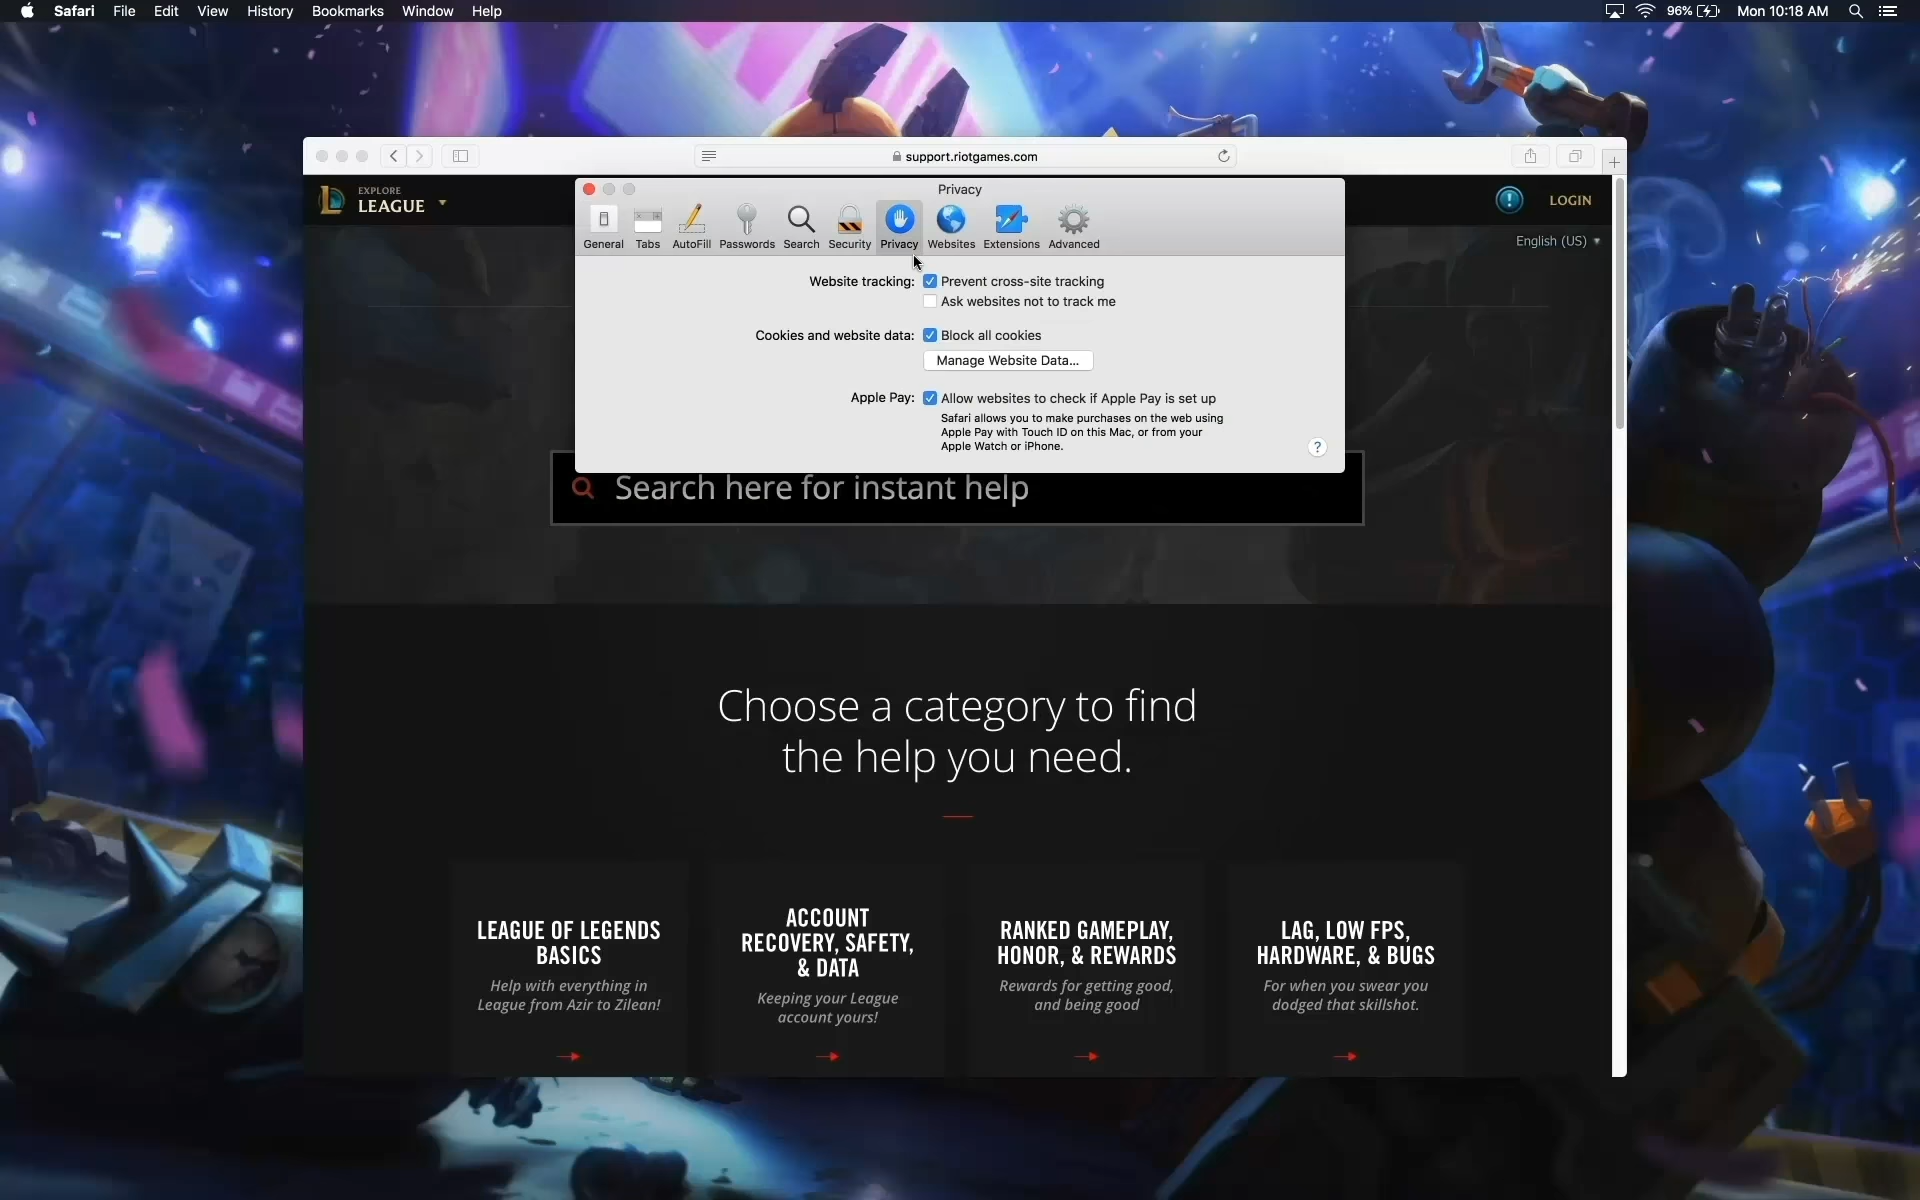 Safari File Edit View History Bookmarks Window Help
96% Mon 10:18 AM
support.riotgames.com
EXPLORE
LEAGUE
LOGIN
English (US)
Privacy
General Tabs AutoFill Passwords Search Security Privacy Websites Extensions Advanced
Website tracking: Prevent cross-site tracking
Ask websites not to track me
Cookies and website data: Block all cookies
Manage Website Data...
Apple Pay: Allow websites to check if Apple Pay is set up
Safari allows you to make purchases on the web using
Apple Pay with Touch ID on this Mac, or from your
Apple Watch or iPhone.
?
Search here for instant help
Choose a category to find
the help you need.
LEAGUE OF LEGENDS
BASICS
Help with everything in
League from Azir to Zilean!
ACCOUNT
RECOVERY, SAFETY,
& DATA
Keeping your League
account yours!
RANKED GAMEPLAY,
HONOR, & REWARDS
Rewards for getting good,
and being good
LAG, LOW FPS,
HARDWARE, & BUGS
For when you swear you
dodged that skillshot.